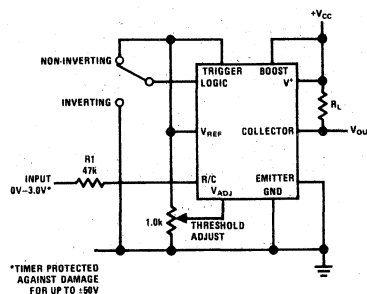 +VCC
NON-INVERTING
TRIGGER
BOOST
LOGIC
V+
RL
INVERTING
VREF
COLLECTOR
VOU
R1
47k
INPUT
0V–3.0V*
R/C
EMITTER
VADJ
GND
1.0k
THRESHOLD
ADJUST
*TIMER PROTECTED
AGAINST DAMAGE
FOR UP TO ±50V